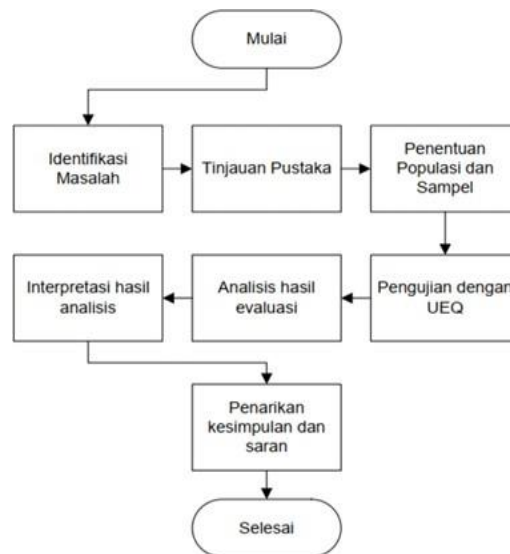 Mulai
Identifikasi
Masalah
Tinjauan Pustaka
Penentuan
Populasi dan
Sampel
Pengujian dengan
UEQ
Analisis hasil
evaluasi
Interpretasi hasil
analisis
Penarikan
kesimpulan dan
saran
Selesai